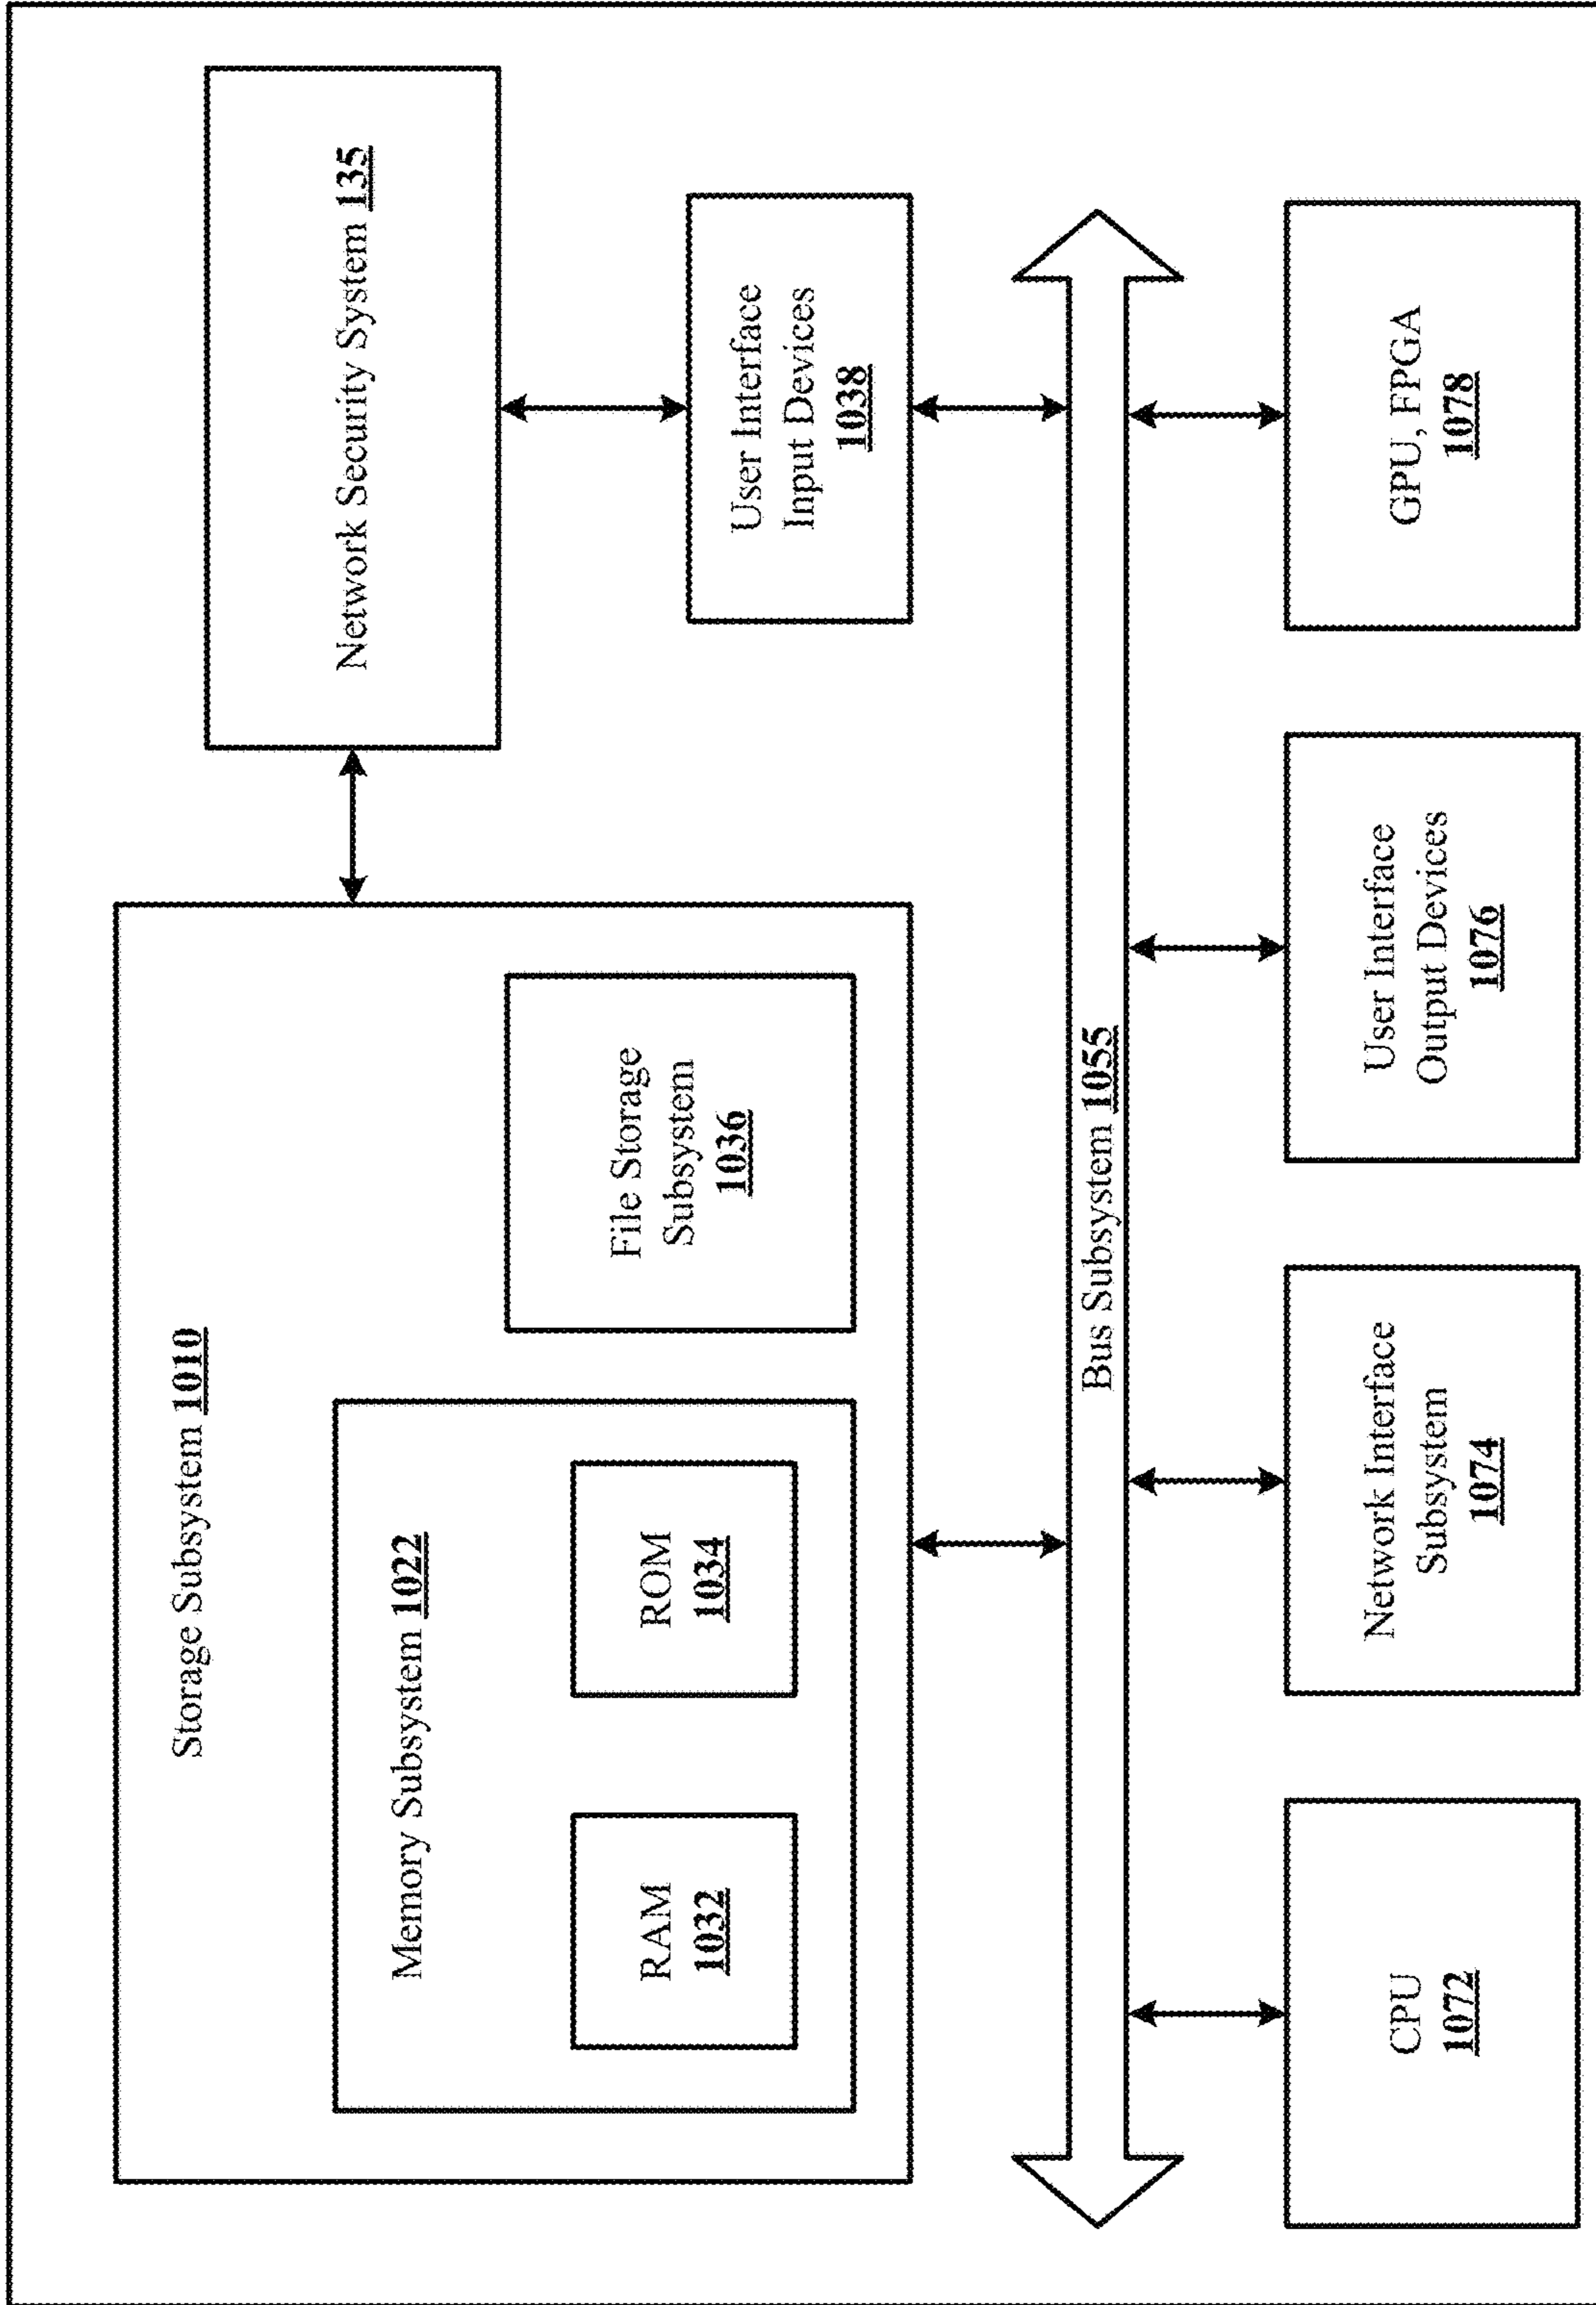 Storage Subsystem 1010
Memory Subsystem 1022
RAM
1032
ROM
1034
File Storage
Subsystem
1036
Network Security System 135
User Interface
Input Devices
1038
Bus Subsystem 1055
CPU
1072
Network Interface
Subsystem
1074
User Interface
Output Devices
1076
GPU, FPGA
1078